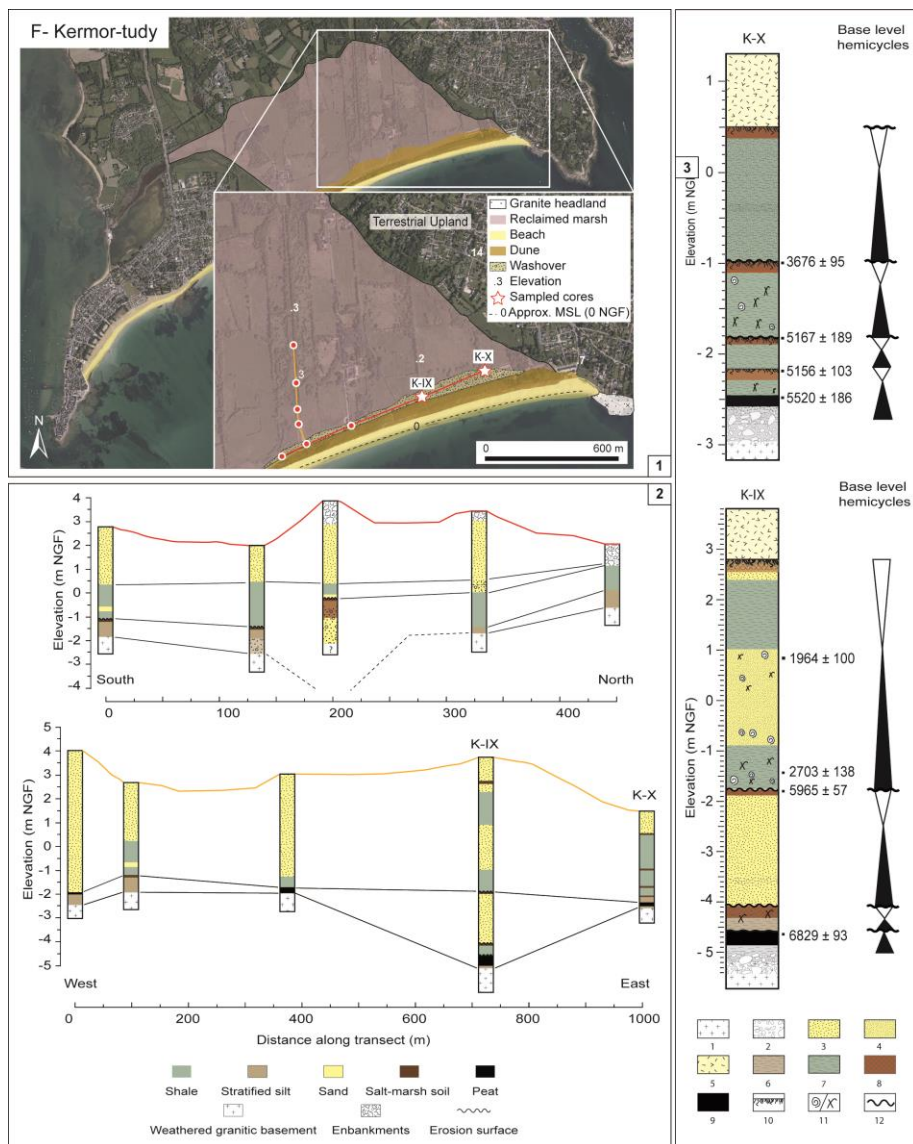 F- Kermor-tudy
Terrestrial Upland
14
.3
3
.2
7
0
K-IX
K-X
Granite headland
Reclaimed marsh
Beach
Dune
Washover
.3 Elevation
Sampled cores
0 Approx. MSL (0 NGF)
N
0 600 m
1
2
4
3
2
1
0
-1
-2
-3
-4
Elevation (m NGF)
?
South
North
0 100 200 300 400
5
4
3
2
1
0
-1
-2
-3
-4
-5
Elevation (m NGF)
K-IX
K-X
West
East
0 200 400 600 800 1000
Distance along transect (m)
Shale Stratified silt Sand Salt-marsh soil Peat
Weathered granitic basement Enbankments Erosion surface
3
K-X
Base level
hemicycles
1
0
-1
-2
-3
Elevation (m NGF)
3676 ± 95
5167 ± 189
5156 ± 103
5520 ± 186
K-IX
Base level
hemicycles
3
2
1
0
-1
-2
-3
-4
-5
Elevation (m NGF)
1964 ± 100
2703 ± 138
5965 ± 57
6829 ± 93
1 2 3 4
5 6 7 8
9 10 11 12